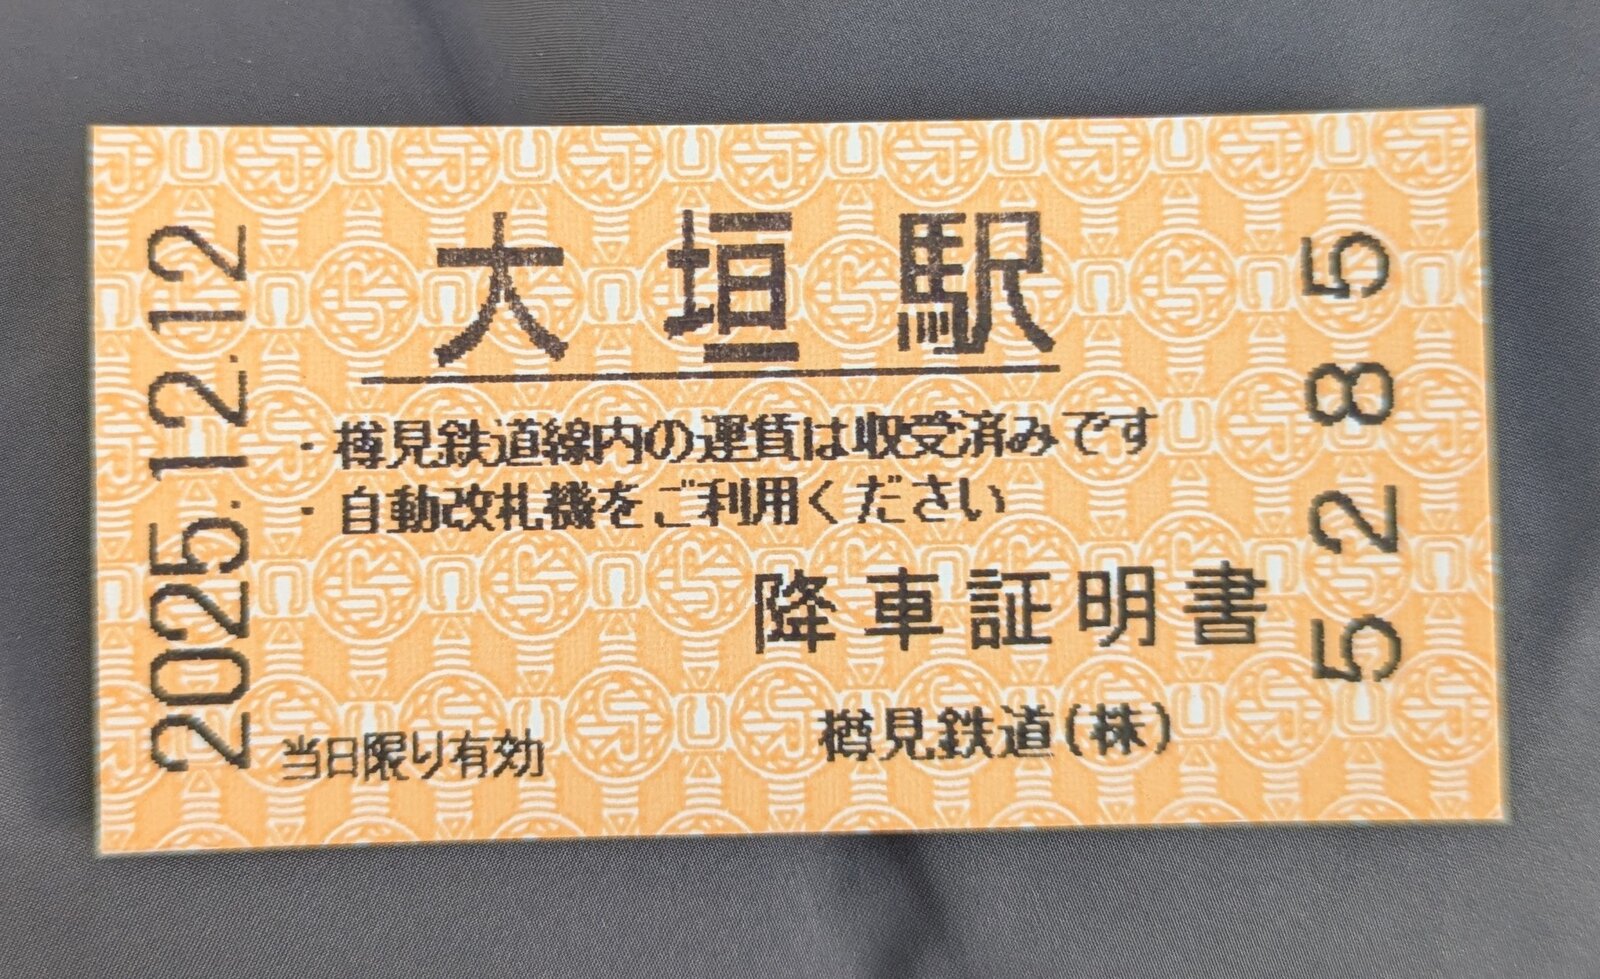 2025.12.12
大垣駅
・樽見鉄道線内の運賃は収受済みです
・自動改札機をご利用ください
降車証明書
当日限り有効
樽見鉄道(株)
5285